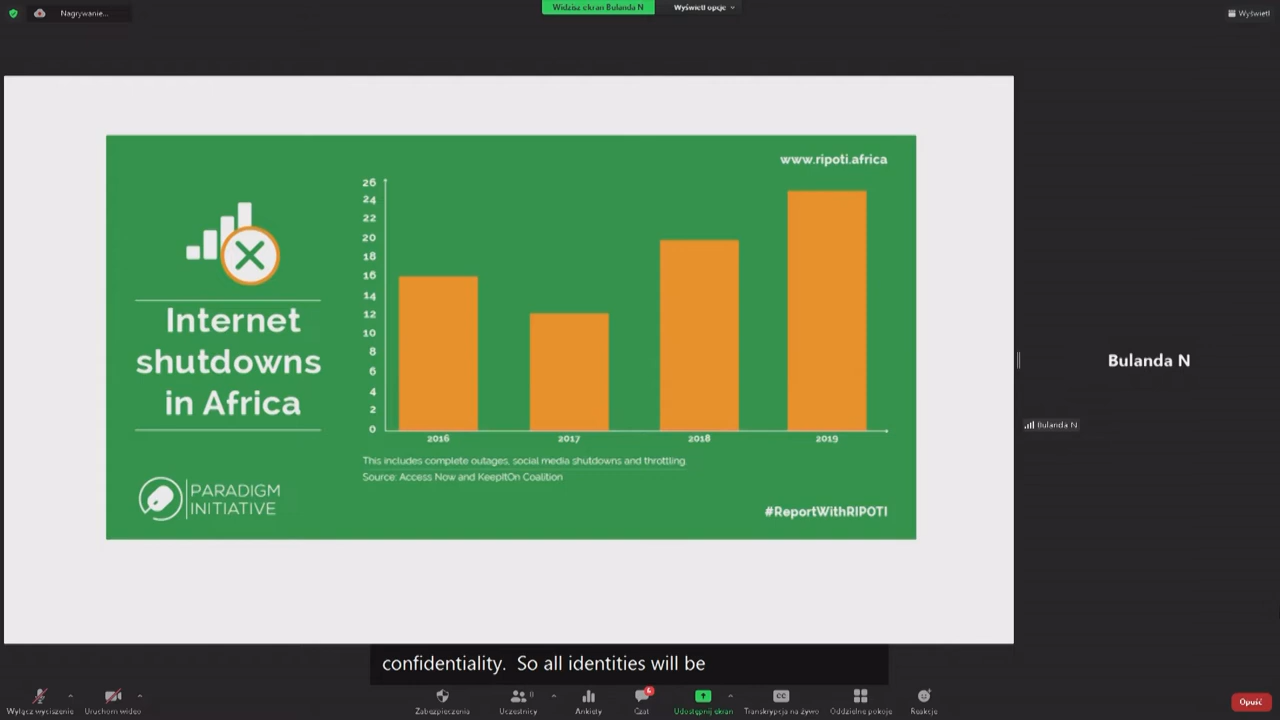 Nagrywanie...
Widzisz ekran Bulanda N
Wyświetl opcje
Wyświetl
www.ripoti.africa
26
24
22
20
18
16
14
12
10
8
6
4
2
0
2016
2017
2018
2019
Internet
shutdowns
in Africa
This includes complete outages, social media shutdowns and throttling.
Source: Access Now and KeepItOn Coalition
PARADIGM
INITIATIVE
#ReportWithRIPOTI
Bulanda N
Bulanda N
confidentiality. So all identities will be
Wyłącz wyciszenie
Uruchom wideo
Zabezpieczenia
Uczestnicy
11
Ankiety
Czat
6
Udostępnij ekran
CC
Transkrypcja na żywo
Oddzielne pokoje
Reakcje
Opuść